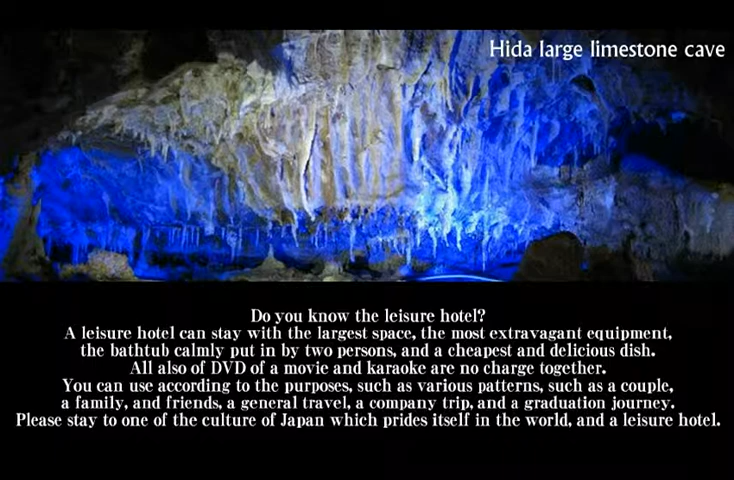 Hida large limestone cave
Do you know the leisure hotel?
A leisure hotel can stay with the largest space, the most extravagant equipment,
the bathtub calmly put in by two persons, and a cheapest and delicious dish.
All also of DVD of a movie and karaoke are no charge together.
You can use according to the purposes, such as various patterns, such as a couple,
a family, and friends, a general travel, a company trip, and a graduation journey.
Please stay to one of the culture of Japan which prides itself in the world, and a leisure hotel.